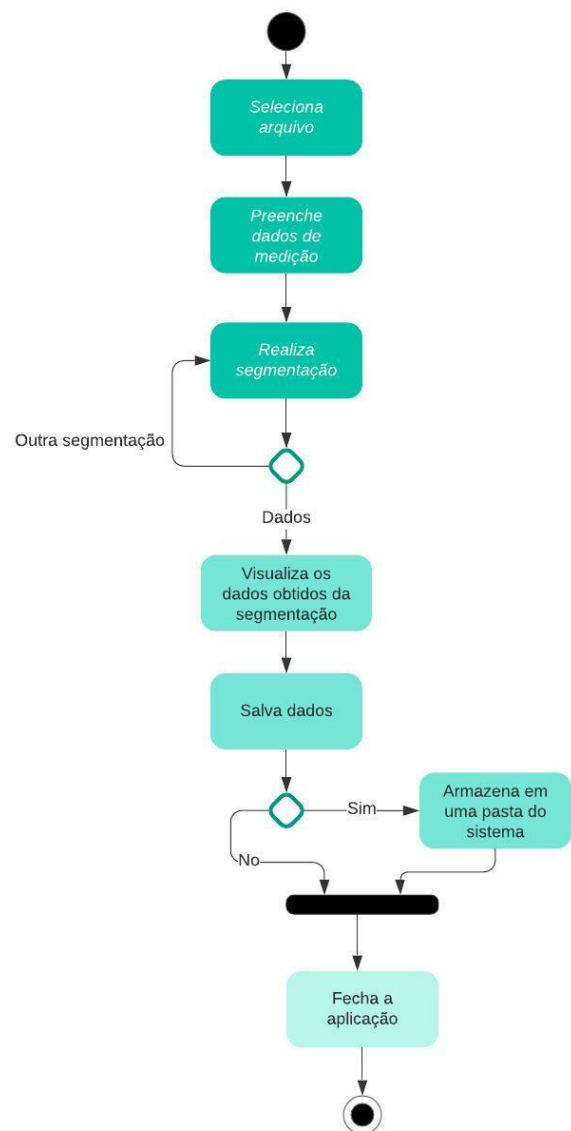 Seleciona
arquivo
Preenche
dados de
medição
Realiza
segmentação
Outra segmentação
Dados
Visualiza os
dados obtidos da
segmentação
Salva dados
Sim
Armazena em
uma pasta do
sistema
No
Fecha a
aplicação